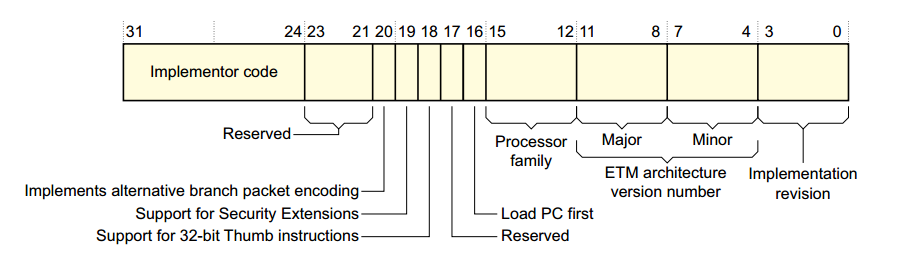 31 24 23 21 20 19 18 17 16 15 12 11 8 7 4 3 0
Implementor code
Reserved
Processor
family
Major
Minor
ETM architecture
version number
Implementation
revision
Implements alternative branch packet encoding
Support for Security Extensions
Load PC first
Support for 32-bit Thumb instructions
Reserved